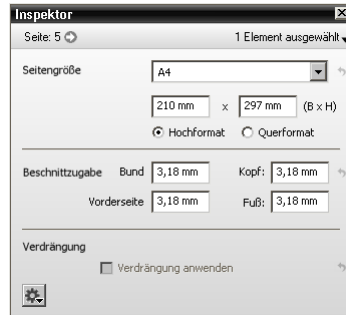 Inspektor
Seite: 5 1 Element ausgewählt
Seitengröße A4
210 mm x 297 mm (B x H)
Hochformat Querformat
Beschnittzugabe Bund 3,18 mm Kopf: 3,18 mm
Vorderseite 3,18 mm Fuß: 3,18 mm
Verdrängung
Verdrängung anwenden